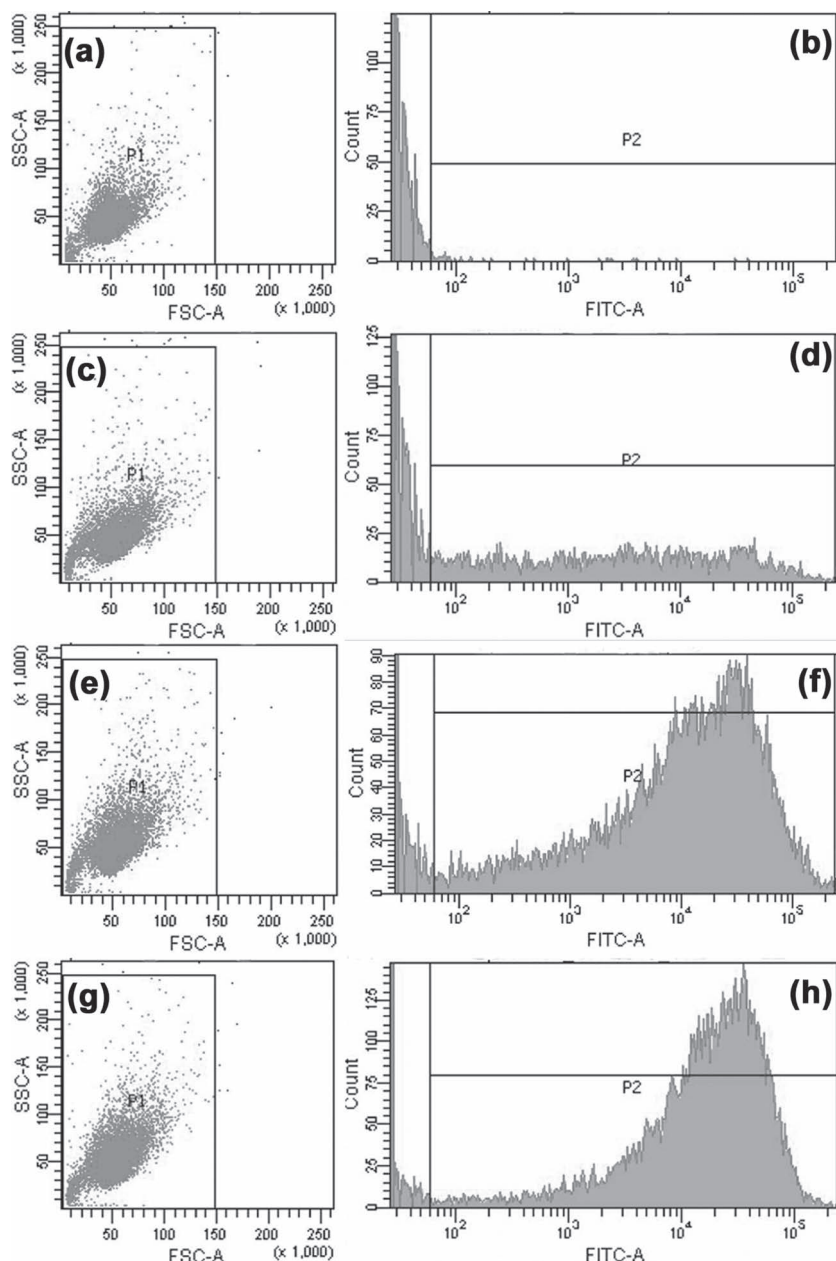 (a)
(x 1,000)
SSC-A
50 100 150 200 250
P1
50 100 150 200 250
FSC-A
(x 1,000)
(b)
Count
0 25 50 75 100
P2
10² 10³ 10⁴ 10⁵
FITC-A
(c)
(x 1,000)
SSC-A
50 100 150 200 250
P1
50 100 150 200 250
FSC-A
(x 1,000)
(d)
Count
0 25 50 75 100 125
P2
10² 10³ 10⁴ 10⁵
FITC-A
(e)
(x 1,000)
SSC-A
50 100 150 200 250
P1
50 100 150 200 250
FSC-A
(x 1,000)
(f)
Count
0 10 20 30 40 50 60 70 80 90
P2
10² 10³ 10⁴ 10⁵
FITC-A
(g)
(x 1,000)
SSC-A
50 100 150 200 250
P1
50 100 150 200 250
FSC-A
(x 1,000)
(h)
Count
0 25 50 75 100 125
P2
10² 10³ 10⁴ 10⁵
FITC-A